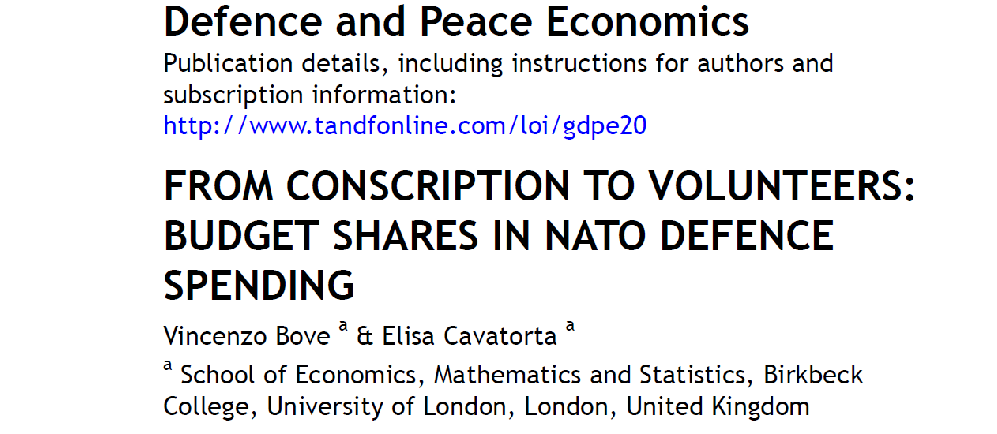 Defence and Peace Economics
Publication details, including instructions for authors and
subscription information:
http://www.tandfonline.com/loi/gdpe20
FROM CONSCRIPTION TO VOLUNTEERS:
BUDGET SHARES IN NATO DEFENCE
SPENDING
Vincenzo Bove a & Elisa Cavatorta a
a School of Economics, Mathematics and Statistics, Birkbeck
College, University of London, London, United Kingdom